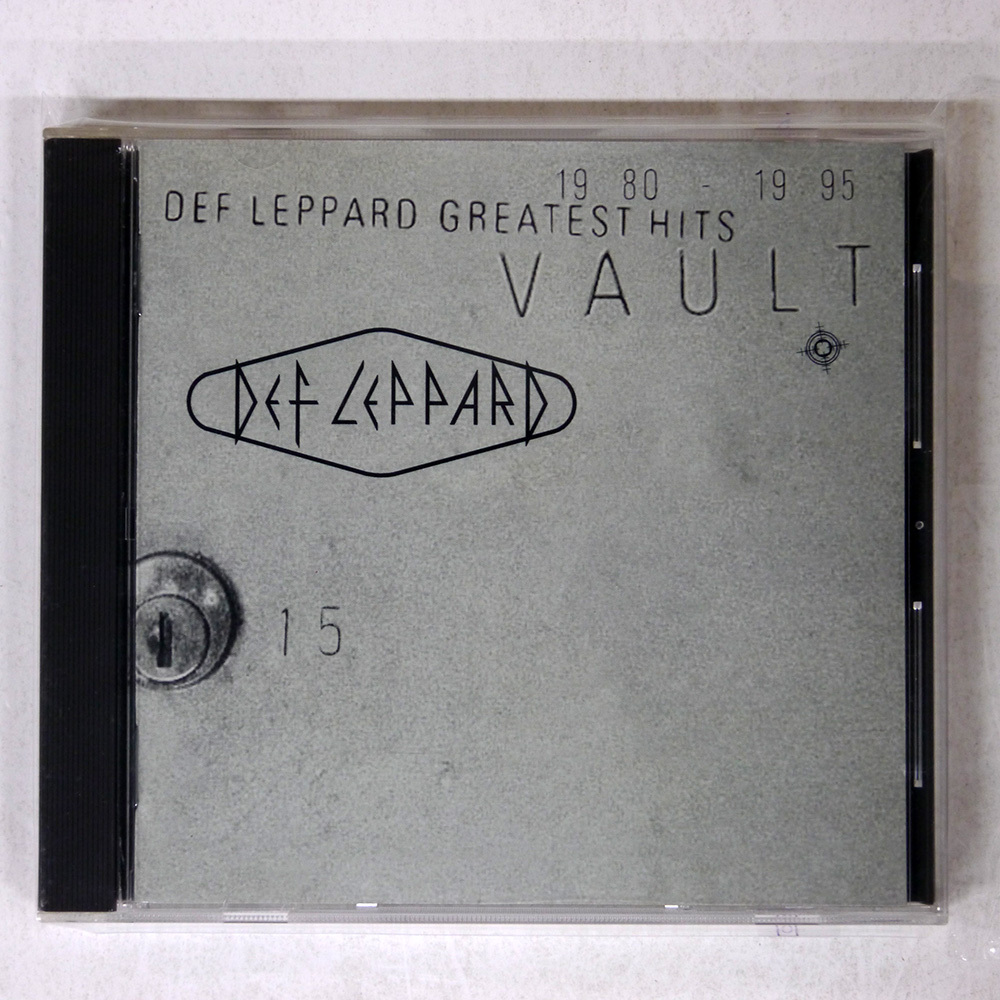 19 80 - 19 95
DEF LEPPARD GREATEST HITS
VAULT
DEF LEPPARD
15